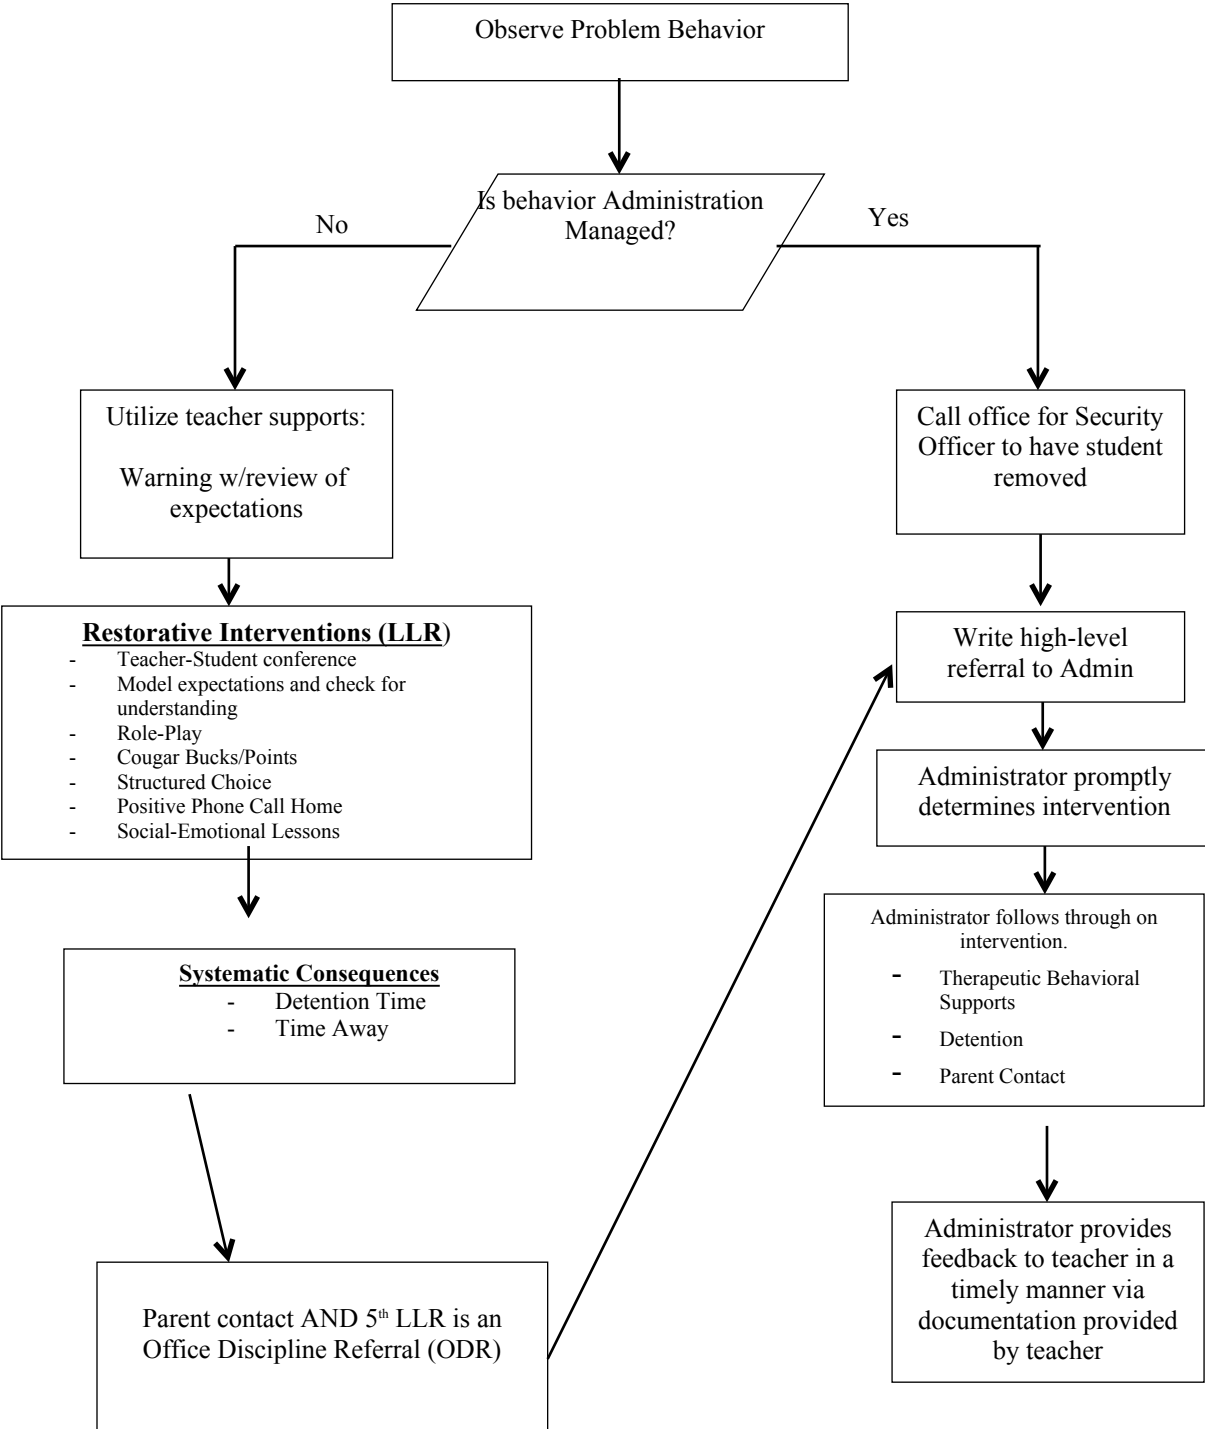 Observe Problem Behavior
Is behavior Administration
Managed?
No
Yes
Utilize teacher supports:
Warning w/review of
expectations
Restorative Interventions (LLR)
- Teacher-Student conference
- Model expectations and check for
understanding
- Role-Play
- Cougar Bucks/Points
- Structured Choice
- Positive Phone Call Home
- Social-Emotional Lessons
Systematic Consequences
- Detention Time
- Time Away
Parent contact AND 5th LLR is an
Office Discipline Referral (ODR)
Call office for Security
Officer to have student
removed
Write high-level
referral to Admin
Administrator promptly
determines intervention
Administrator follows through on
intervention.
- Therapeutic Behavioral
Supports
- Detention
- Parent Contact
Administrator provides
feedback to teacher in a
timely manner via
documentation provided
by teacher